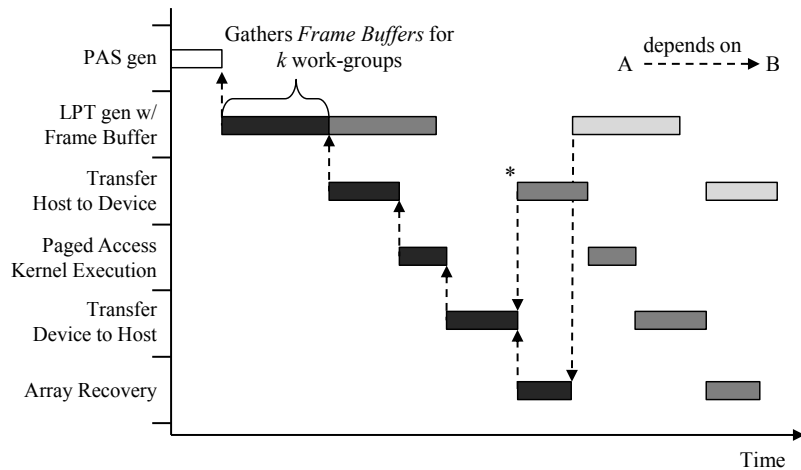 Gathers Frame Buffers for
k work-groups
depends on
A
B
PAS gen
LPT gen w/
Frame Buffer
Transfer
Host to Device
*
Paged Access
Kernel Execution
Transfer
Device to Host
Array Recovery
Time